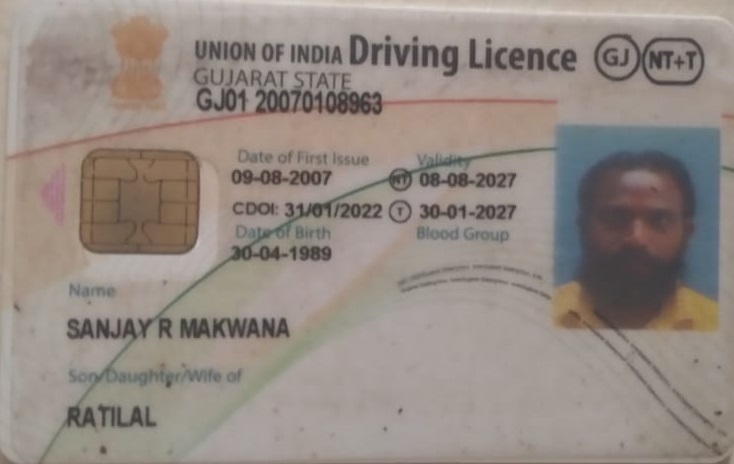 UNION OF INDIA Driving Licence GJ NT+T
GUJARAT STATE
GJ01 20070108963
Date of First Issue Validity
09-08-2007 NT 08-08-2027
CDOI: 31/01/2022 T 30-01-2027
Date of Birth Blood Group
30-04-1989
Name
SANJAY R MAKWANA
Son/Daughter/Wife of
RATILAL